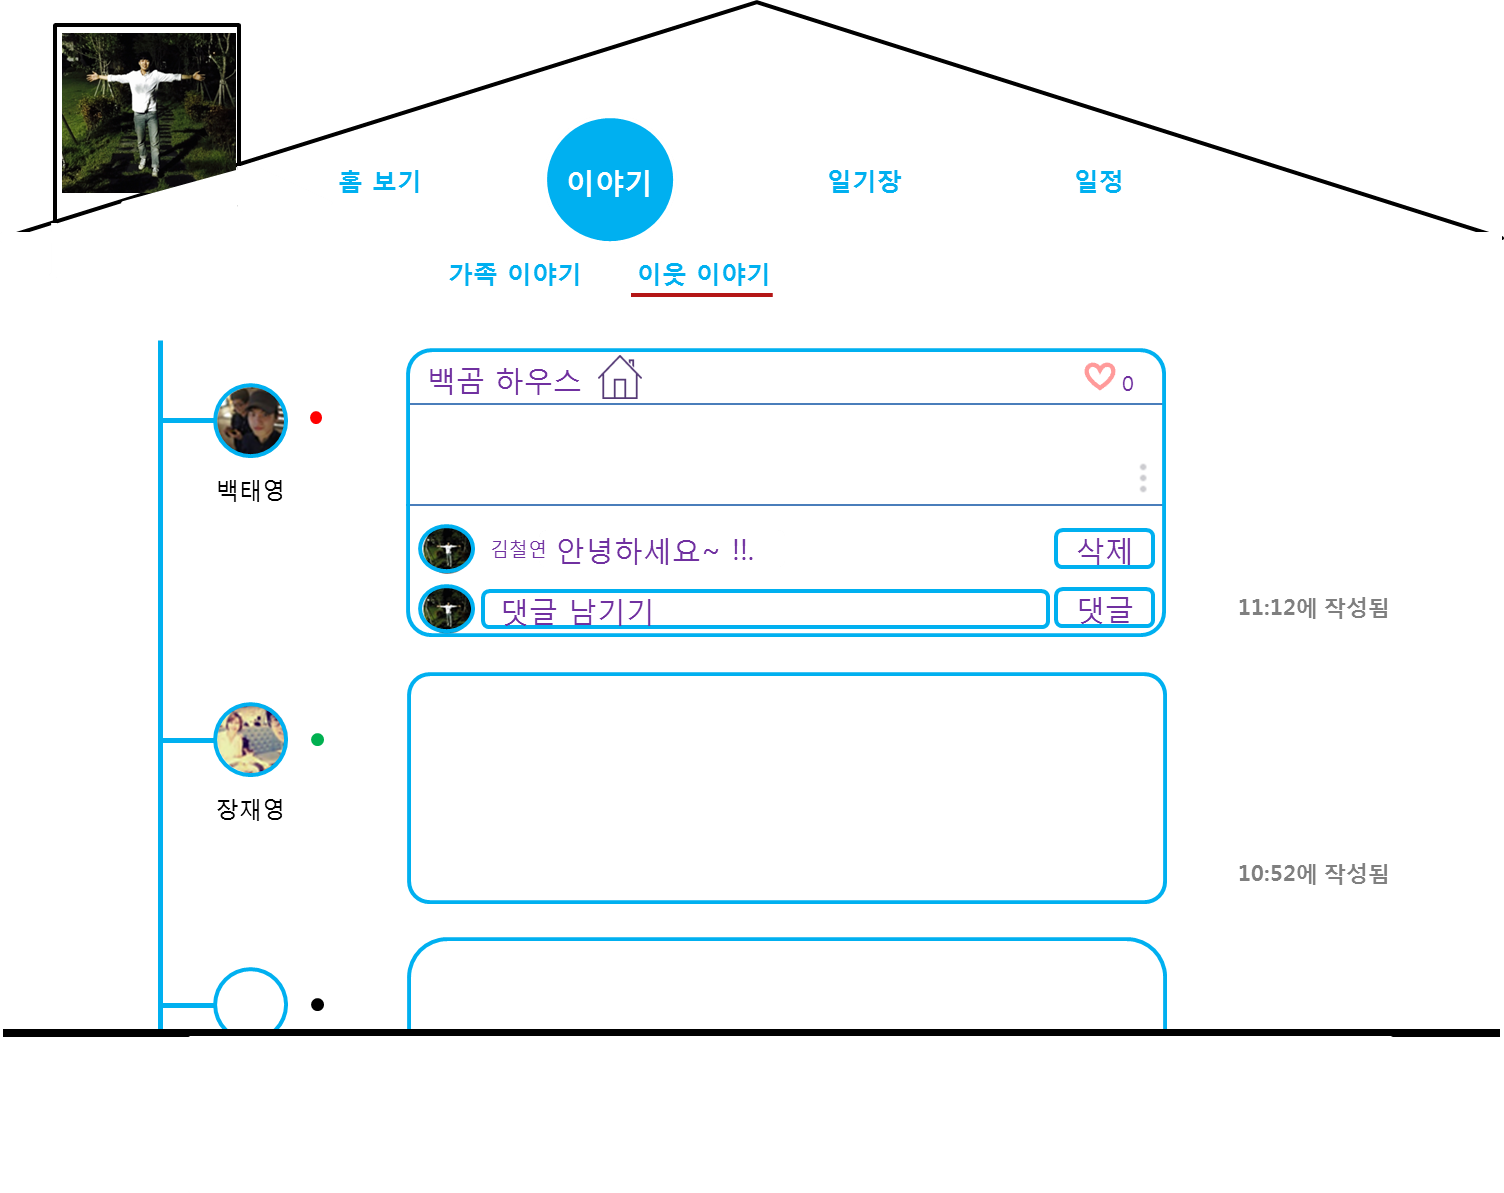 홈 보기
이야기
일기장
일정
가족 이야기
이웃 이야기
백곰 하우스
0
백태영
김철연 안녕하세요~ !!.
삭제
댓글 남기기
댓글
11:12에 작성됨
장재영
10:52에 작성됨